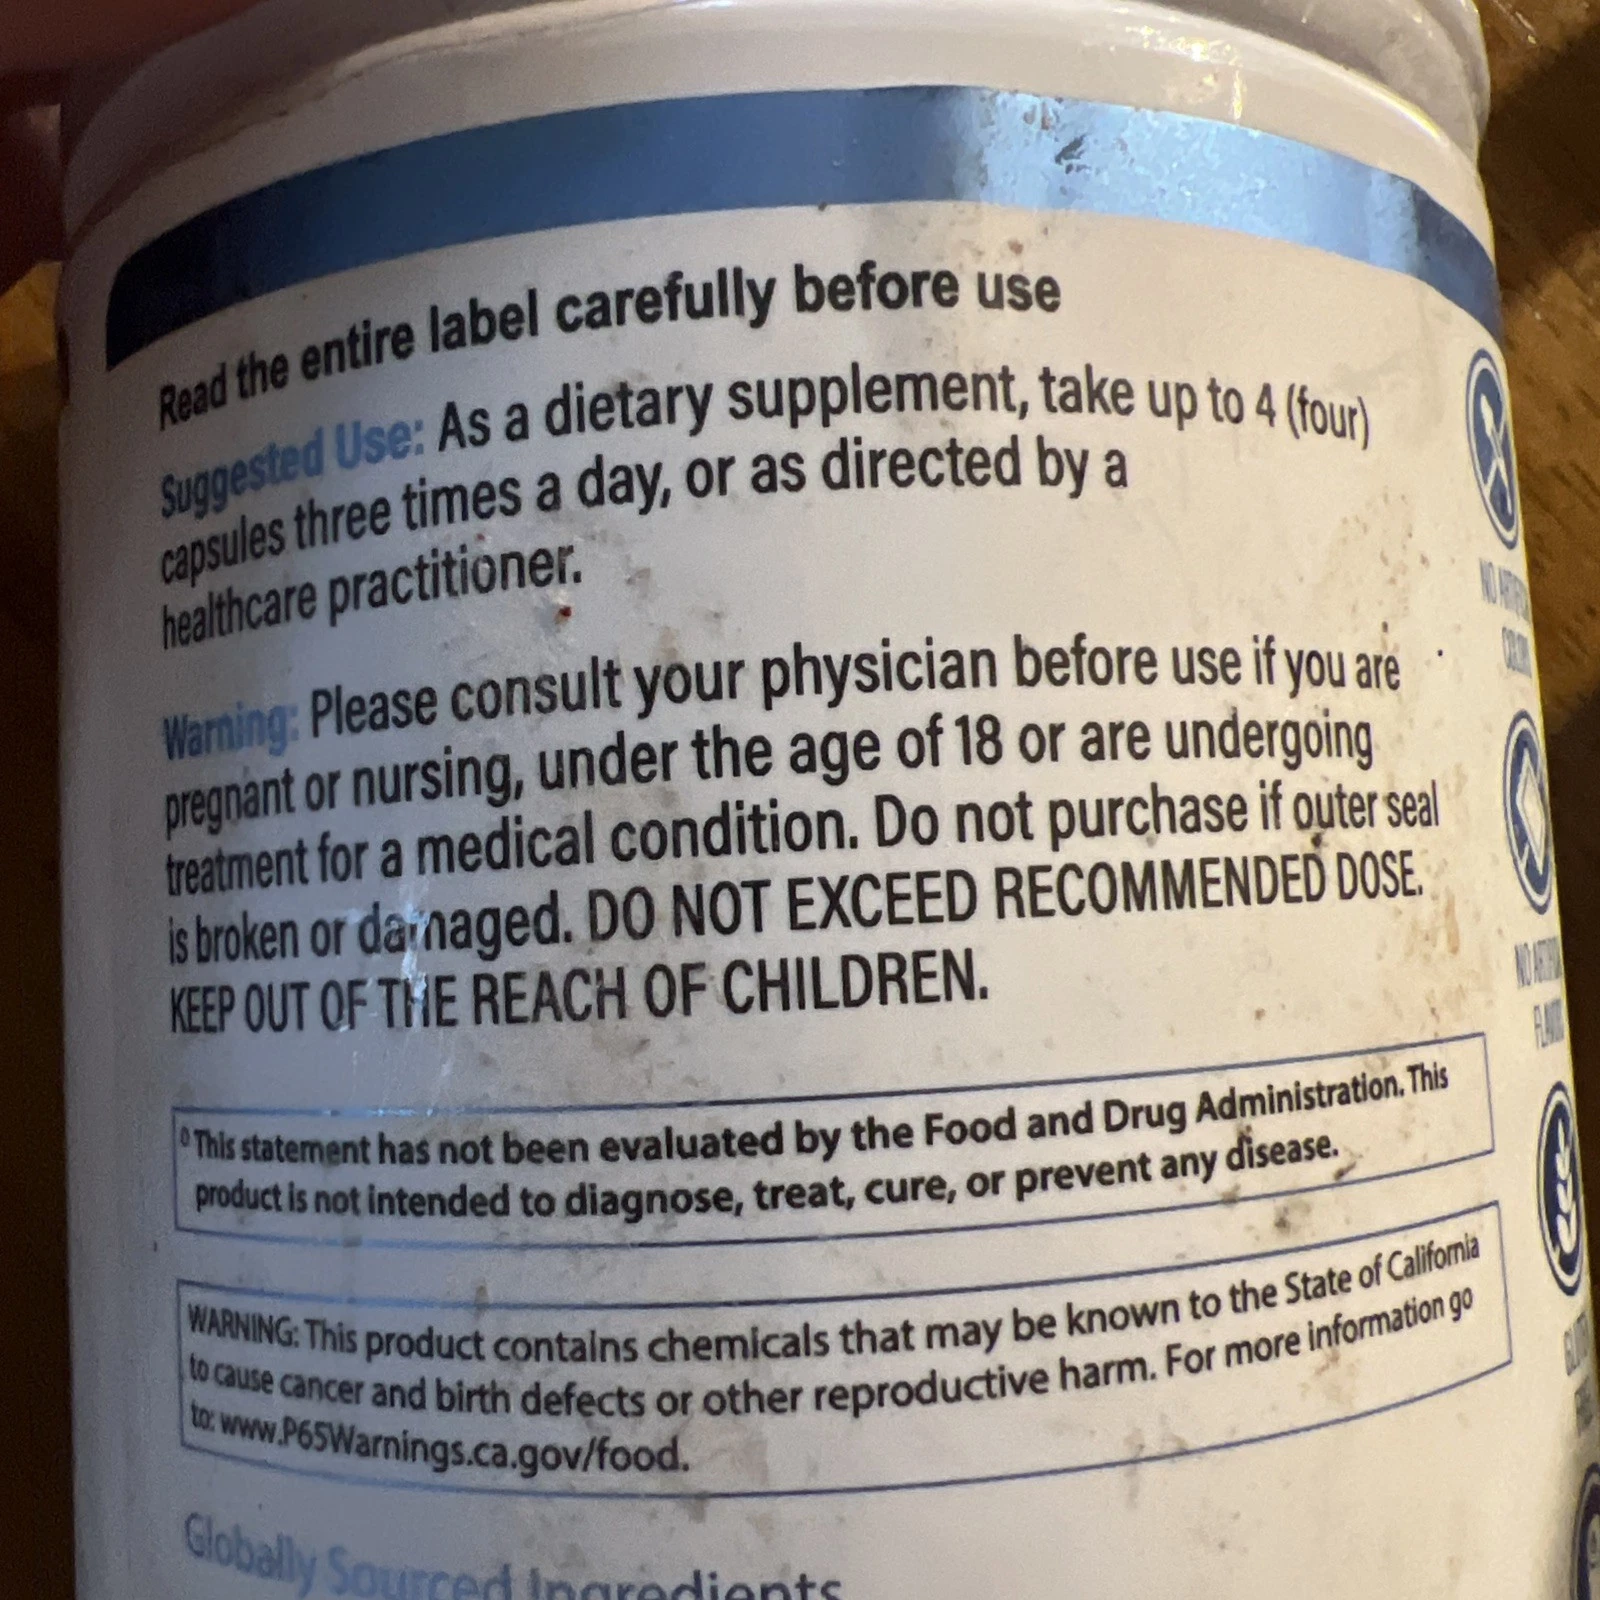 Read the entire label carefully before use
Suggested Use: As a dietary supplement, take up to 4 (four)
capsules three times a day, or as directed by a
healthcare practitioner.
Warning: Please consult your physician before use if you are
pregnant or nursing, under the age of 18 or are undergoing
treatment for a medical condition. Do not purchase if outer seal
is broken or damaged. DO NOT EXCEED RECOMMENDED DOSE.
KEEP OUT OF THE REACH OF CHILDREN.
◊This statement has not been evaluated by the Food and Drug Administration. This
product is not intended to diagnose, treat, cure, or prevent any disease.
WARNING: This product contains chemicals that may be known to the State of California
to cause cancer and birth defects or other reproductive harm. For more information go
to: www.P65Warnings.ca.gov/food.
Globally Sourced Ingredients
NO
NO